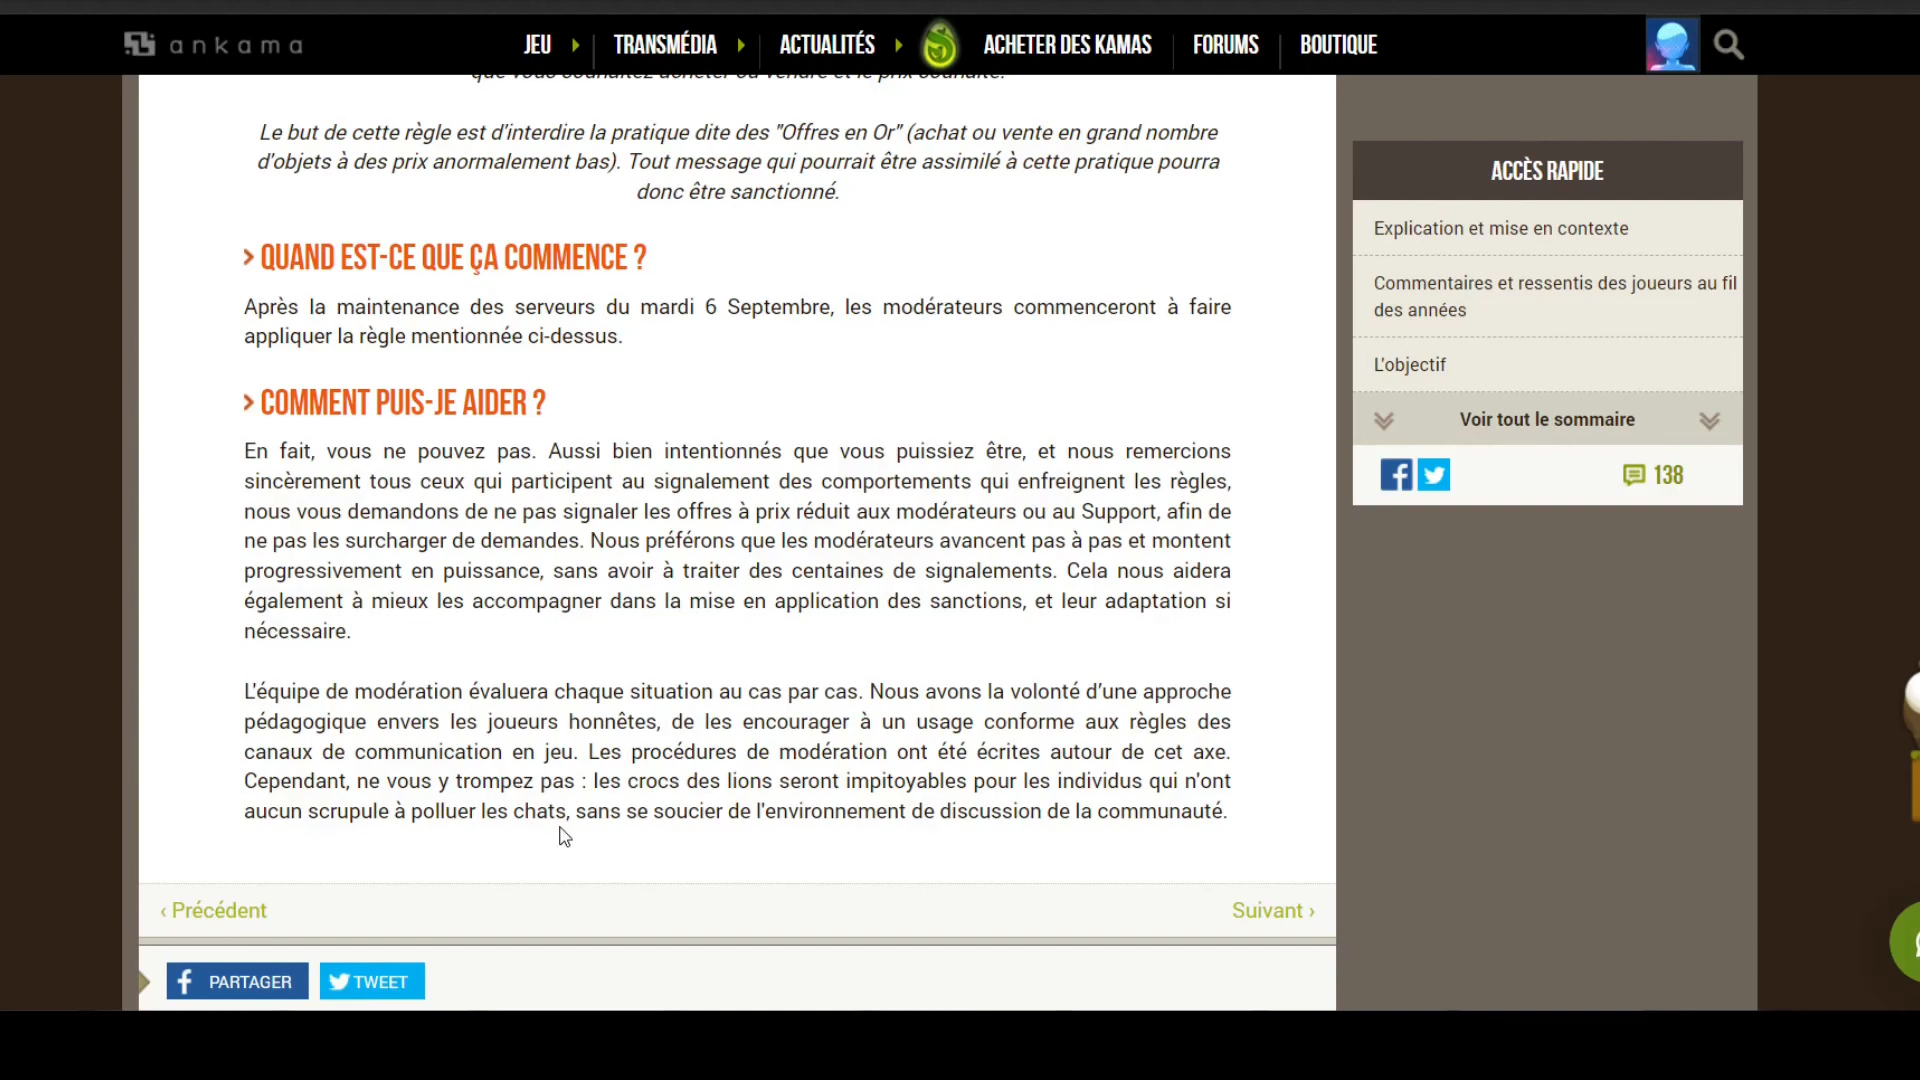 ankama
JEU
TRANSMÉDIA
ACTUALITÉS
ACHETER DES KAMAS
FORUMS
BOUTIQUE
que vous souhaitez acheter ou vendre et le prix souhaité.
Le but de cette règle est d'interdire la pratique dite des "Offres en Or" (achat ou vente en grand nombre
d'objets à des prix anormalement bas). Tout message qui pourrait être assimilé à cette pratique pourra
donc être sanctionné.
> QUAND EST-CE QUE ÇA COMMENCE ?
Après la maintenance des serveurs du mardi 6 Septembre, les modérateurs commenceront à faire
appliquer la règle mentionnée ci-dessus.
> COMMENT PUIS-JE AIDER ?
En fait, vous ne pouvez pas. Aussi bien intentionnés que vous puissiez être, et nous remercions
sincèrement tous ceux qui participent au signalement des comportements qui enfreignent les règles,
nous vous demandons de ne pas signaler les offres à prix réduit aux modérateurs ou au Support, afin de
ne pas les surcharger de demandes. Nous préférons que les modérateurs avancent pas à pas et montent
progressivement en puissance, sans avoir à traiter des centaines de signalements. Cela nous aidera
également à mieux les accompagner dans la mise en application des sanctions, et leur adaptation si
nécessaire.
L'équipe de modération évaluera chaque situation au cas par cas. Nous avons la volonté d'une approche
pédagogique envers les joueurs honnêtes, de les encourager à un usage conforme aux règles des
canaux de communication en jeu. Les procédures de modération ont été écrites autour de cet axe.
Cependant, ne vous y trompez pas : les crocs des lions seront impitoyables pour les individus qui n'ont
aucun scrupule à polluer les chats, sans se soucier de l'environnement de discussion de la communauté.
‹ Précédent
Suivant ›
PARTAGER
TWEET
ACCÈS RAPIDE
Explication et mise en contexte
Commentaires et ressentis des joueurs au fil
des années
L'objectif
Voir tout le sommaire
138